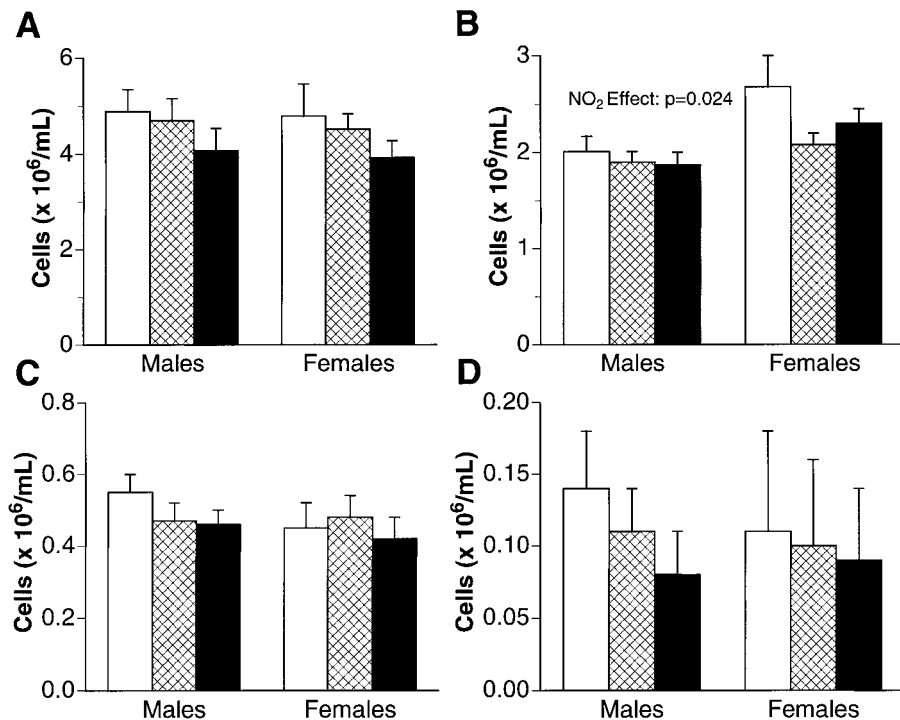 A
Cells (x 10⁶/mL)
6
4
2
0
Males Females
B
Cells (x 10⁶/mL)
3
2
1
0
NO₂ Effect: p=0.024
Males Females
C
Cells (x 10⁶/mL)
0.8
0.6
0.4
0.2
0.0
Males Females
D
Cells (x 10⁶/mL)
0.20
0.15
0.10
0.05
0.00
Males Females